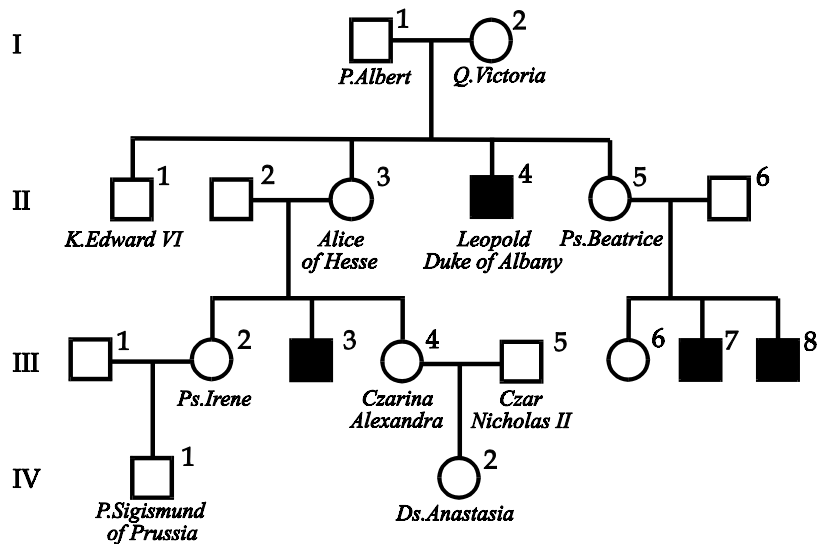 I
1
2
P.Albert
Q.Victoria
II
1
2
3
4
5
6
K.Edward VI
Alice
of Hesse
Leopold
Duke of Albany
Ps.Beatrice
III
1
2
3
4
5
6
7
8
Ps.Irene
Czarina
Alexandra
Czar
Nicholas II
IV
1
2
P.Sigismund
of Prussia
Ds.Anastasia